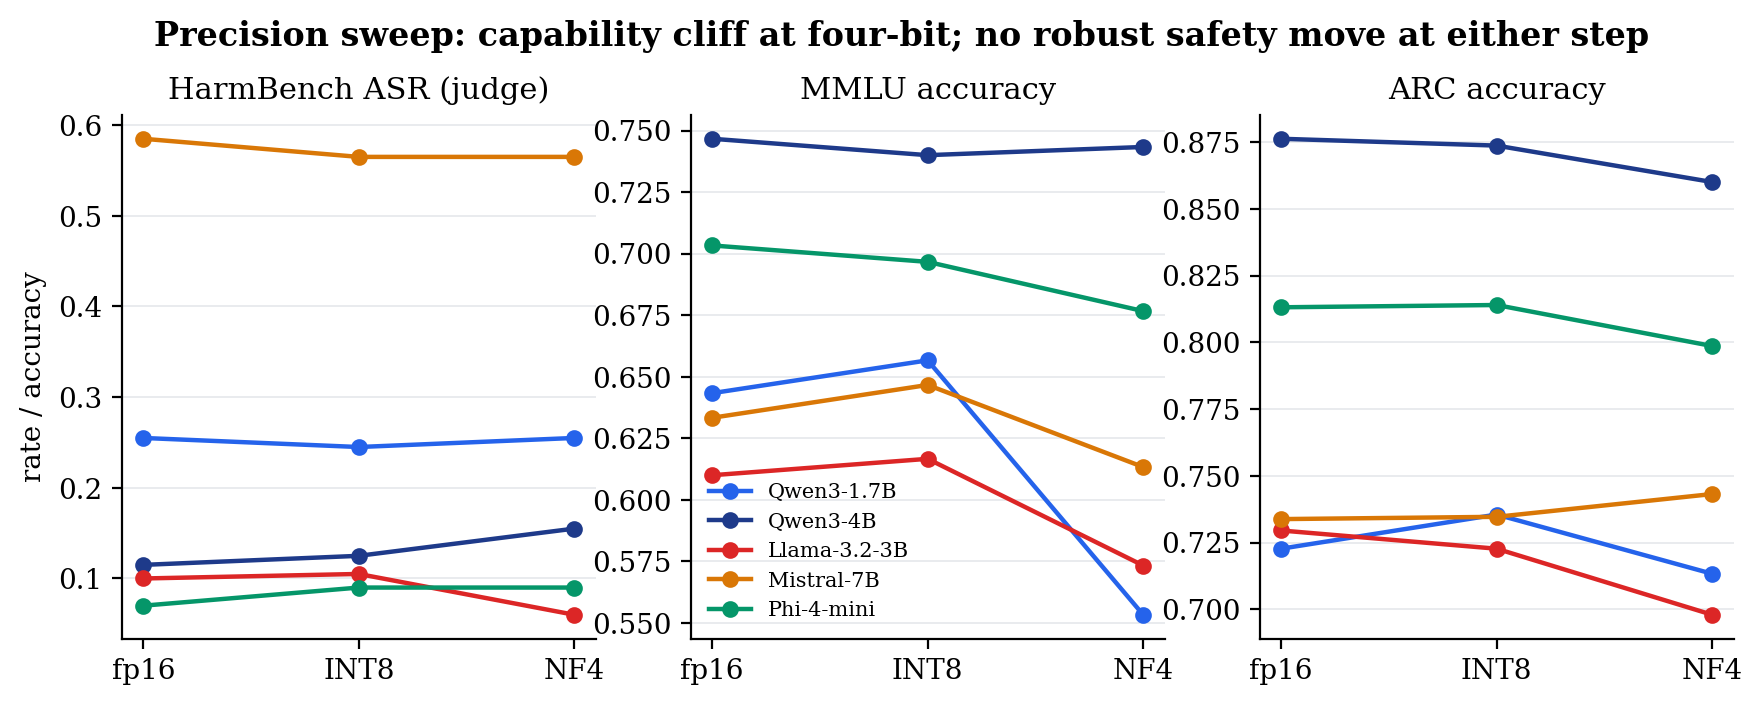 Precision sweep: capability cliff at four-bit; no robust safety move at either step
HarmBench ASR (judge)
rate / accuracy
0.6
0.5
0.4
0.3
0.2
0.1
fp16 INT8 NF4
MMLU accuracy
0.750
0.725
0.700
0.675
0.650
0.625
0.600
0.575
0.550
Qwen3-1.7B
Qwen3-4B
Llama-3.2-3B
Mistral-7B
Phi-4-mini
fp16 INT8 NF4
ARC accuracy
0.875
0.850
0.825
0.800
0.775
0.750
0.725
0.700
fp16 INT8 NF4